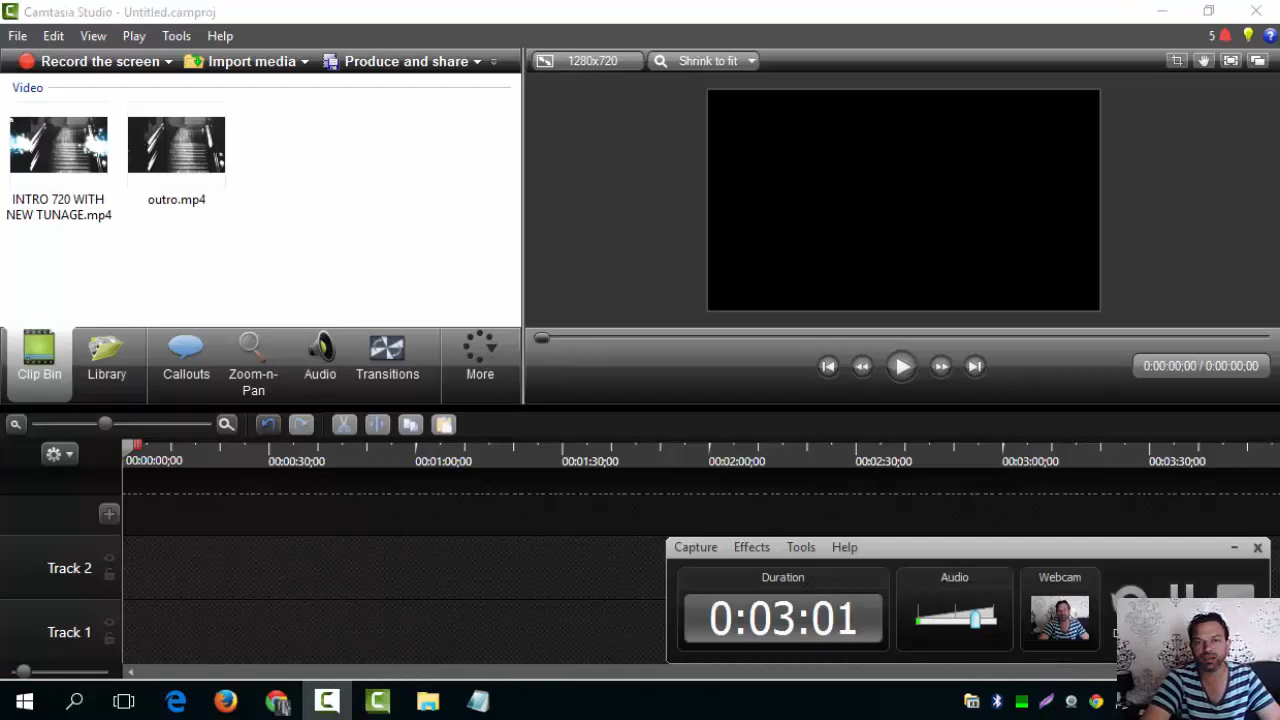 Camtasia Studio - Untitled.camproj
File Edit View Play Tools Help
5
Record the screen Import media Produce and share
1280x720 Shrink to fit
Video
INTRO 720 WITH
NEW TUNAGE.mp4
outro.mp4
Clip Bin Library Callouts Zoom-n-
Pan Audio Transitions More
0:00:00;00 / 0:00:00;00
00:00:00;00 00:00:30;00 00:01:00;00 00:01:30;00 00:02:00;00 00:02:30;00 00:03:00;00 00:03:30;00
Track 2
Track 1
Capture Effects Tools Help
Duration Audio Webcam
0:03:01